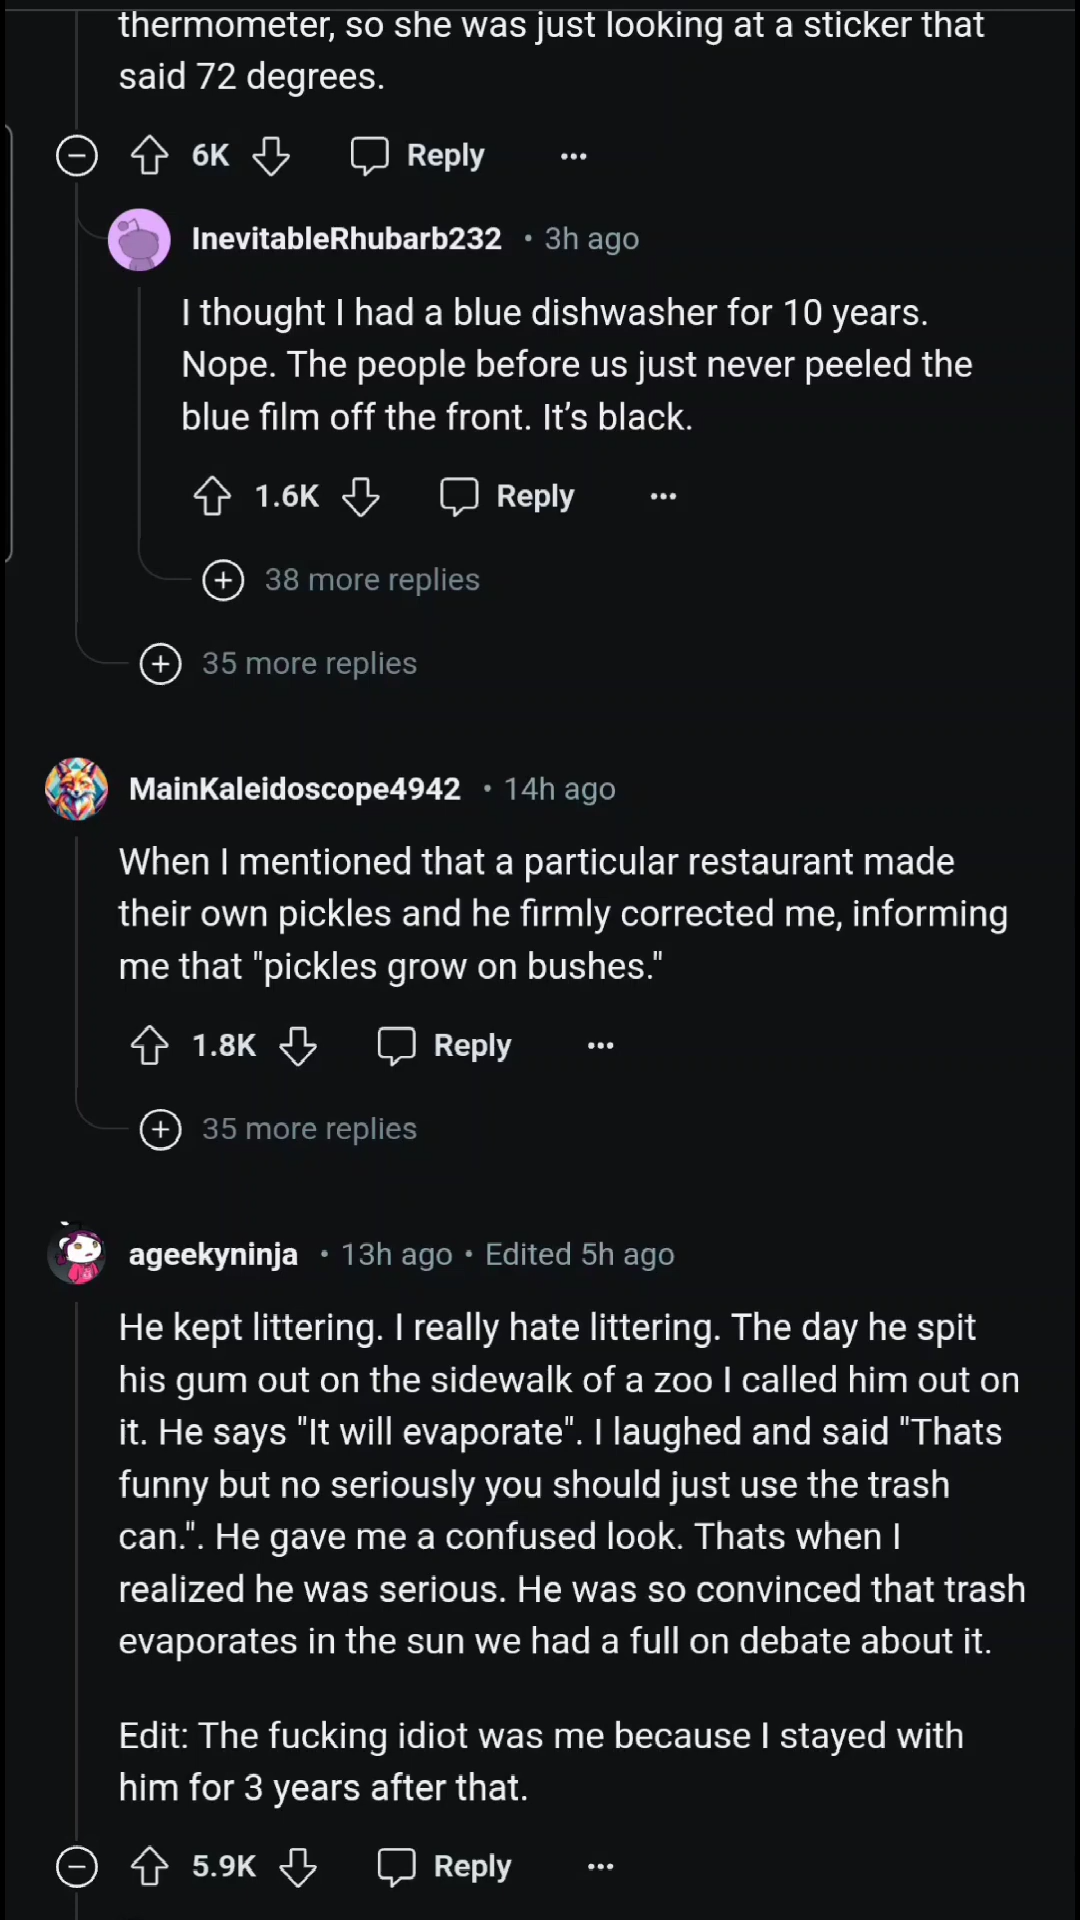 thermometer, so she was just looking at a sticker that
said 72 degrees.
6K Reply ...
InevitableRhubarb232 • 3h ago
I thought I had a blue dishwasher for 10 years.
Nope. The people before us just never peeled the
blue film off the front. It’s black.
1.6K Reply ...
38 more replies
35 more replies
MainKaleidoscope4942 • 14h ago
When I mentioned that a particular restaurant made
their own pickles and he firmly corrected me, informing
me that "pickles grow on bushes."
1.8K Reply ...
35 more replies
ageekyninja • 13h ago • Edited 5h ago
He kept littering. I really hate littering. The day he spit
his gum out on the sidewalk of a zoo I called him out on
it. He says "It will evaporate". I laughed and said "Thats
funny but no seriously you should just use the trash
can.". He gave me a confused look. Thats when I
realized he was serious. He was so convinced that trash
evaporates in the sun we had a full on debate about it.
Edit: The fucking idiot was me because I stayed with
him for 3 years after that.
5.9K Reply ...